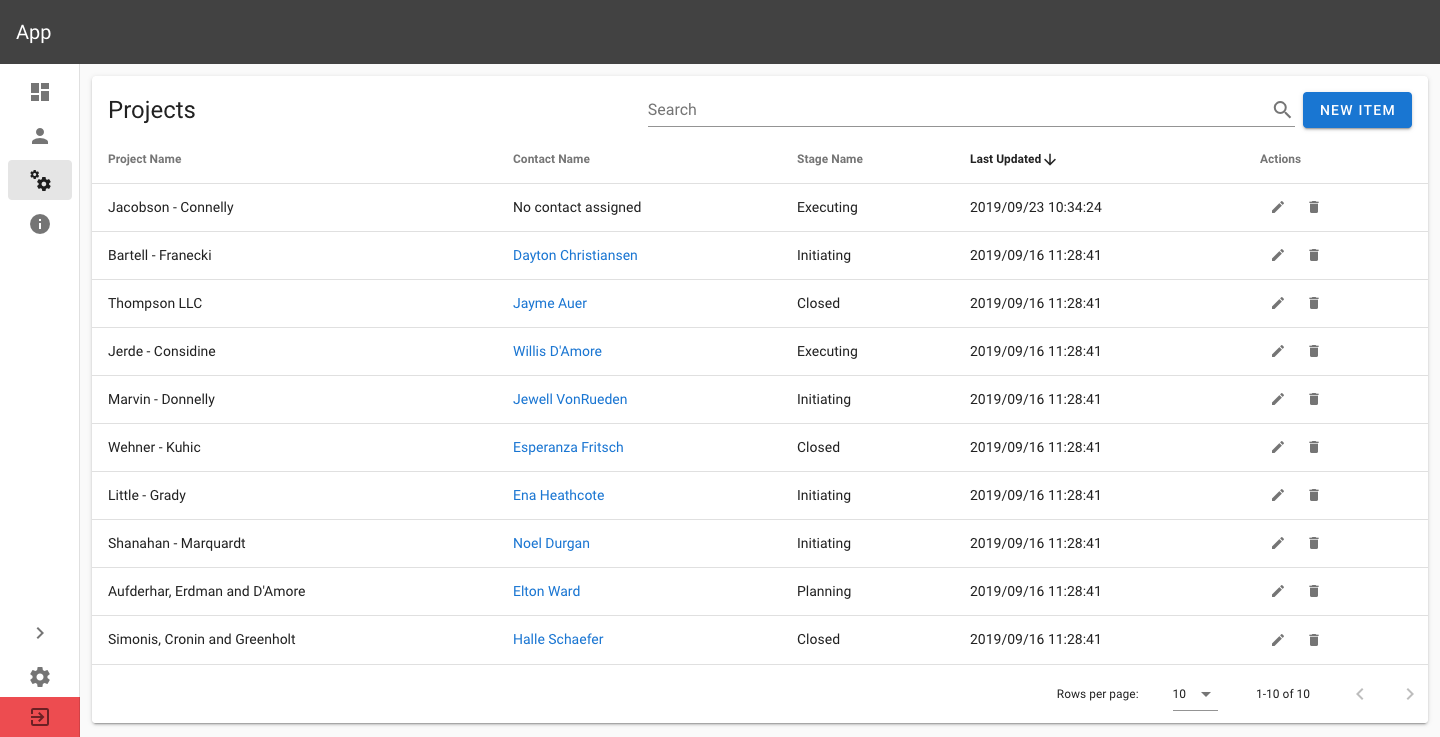 App
Projects Search NEW ITEM
Project Name Contact Name Stage Name Last Updated Actions
Jacobson - Connelly No contact assigned Executing 2019/09/23 10:34:24
Bartell - Franecki Dayton Christiansen Initiating 2019/09/16 11:28:41
Thompson LLC Jayme Auer Closed 2019/09/16 11:28:41
Jerde - Considine Willis D'Amore Executing 2019/09/16 11:28:41
Marvin - Donnelly Jewell VonRueden Initiating 2019/09/16 11:28:41
Wehner - Kuhic Esperanza Fritsch Closed 2019/09/16 11:28:41
Little - Grady Ena Heathcote Initiating 2019/09/16 11:28:41
Shanahan - Marquardt Noel Durgan Initiating 2019/09/16 11:28:41
Aufderhar, Erdman and D'Amore Elton Ward Planning 2019/09/16 11:28:41
Simonis, Cronin and Greenholt Halle Schaefer Closed 2019/09/16 11:28:41
Rows per page: 10 1-10 of 10